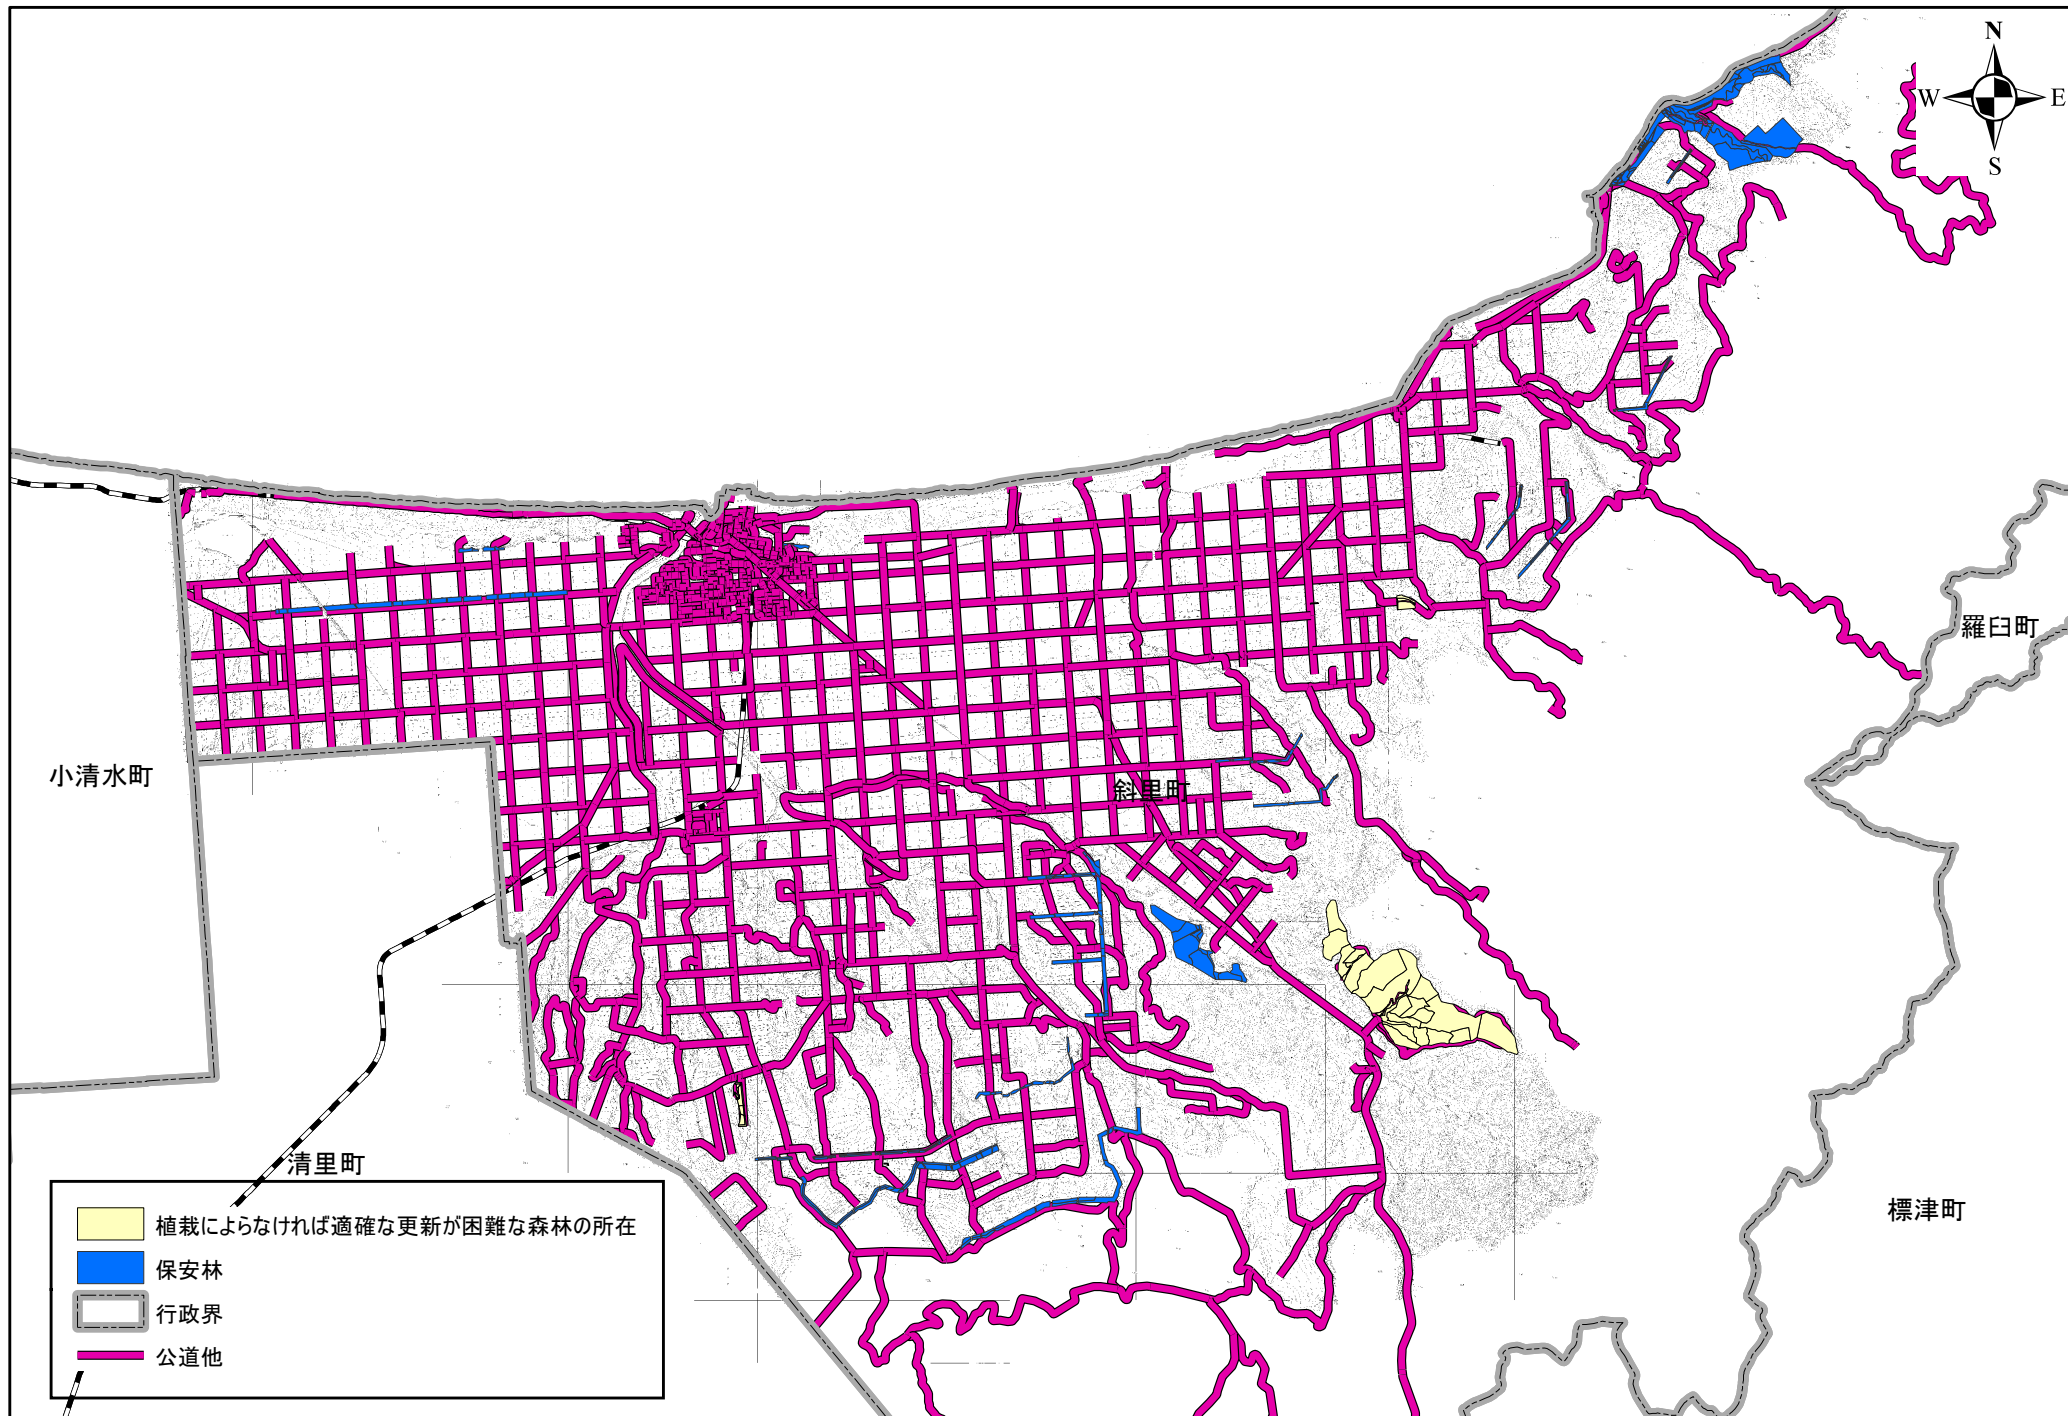 N
W
E
S
羅臼町
小清水町
斜里町
清里町
標津町
植栽によらなければ適確な更新が困難な森林の所在
保安林
行政界
公道他